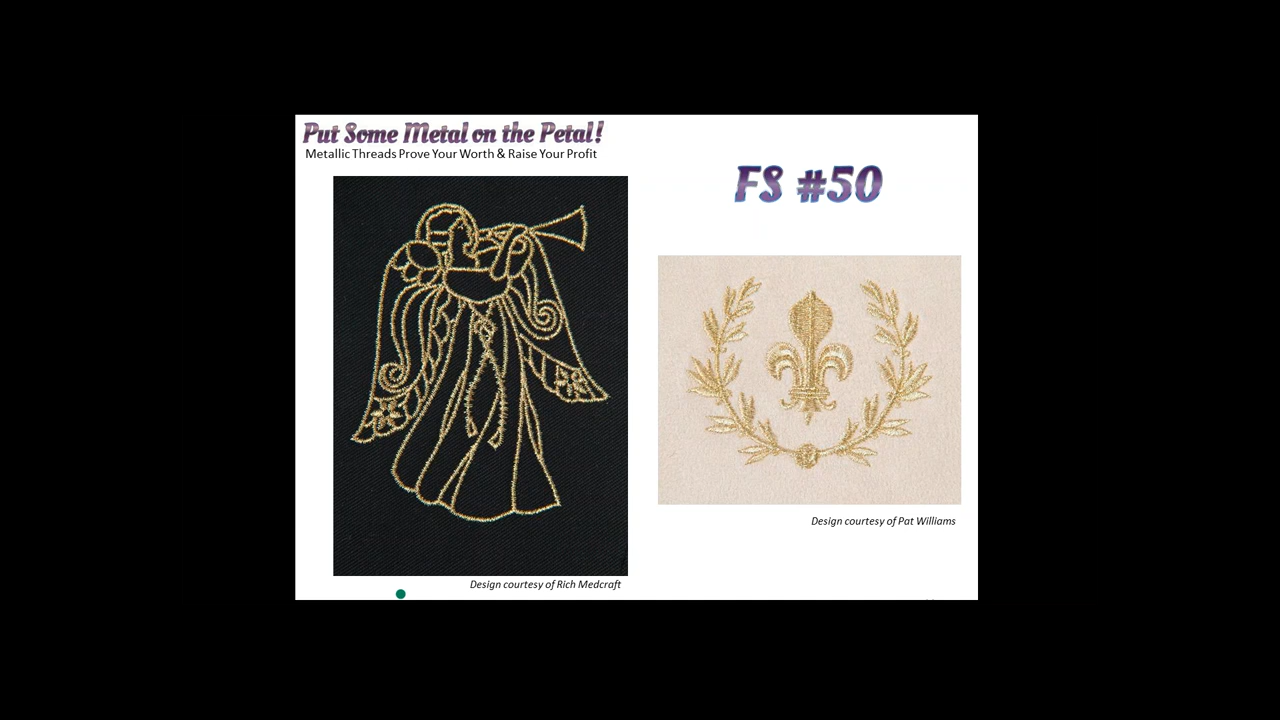 Put Some Metal on the Petal!
Metallic Threads Prove Your Worth & Raise Your Profit
FS #50
Design courtesy of Pat Williams
Design courtesy of Rich Medcraft